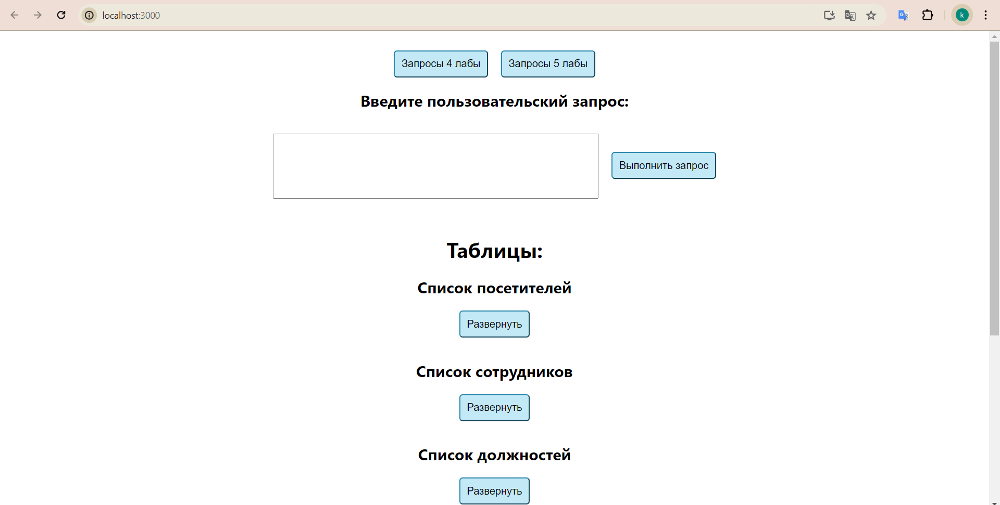 localhost:3000
k
Запросы 4 лабы
Запросы 5 лабы
Введите пользовательский запрос:
Выполнить запрос
Таблицы:
Список посетителей
Развернуть
Список сотрудников
Развернуть
Список должностей
Развернуть